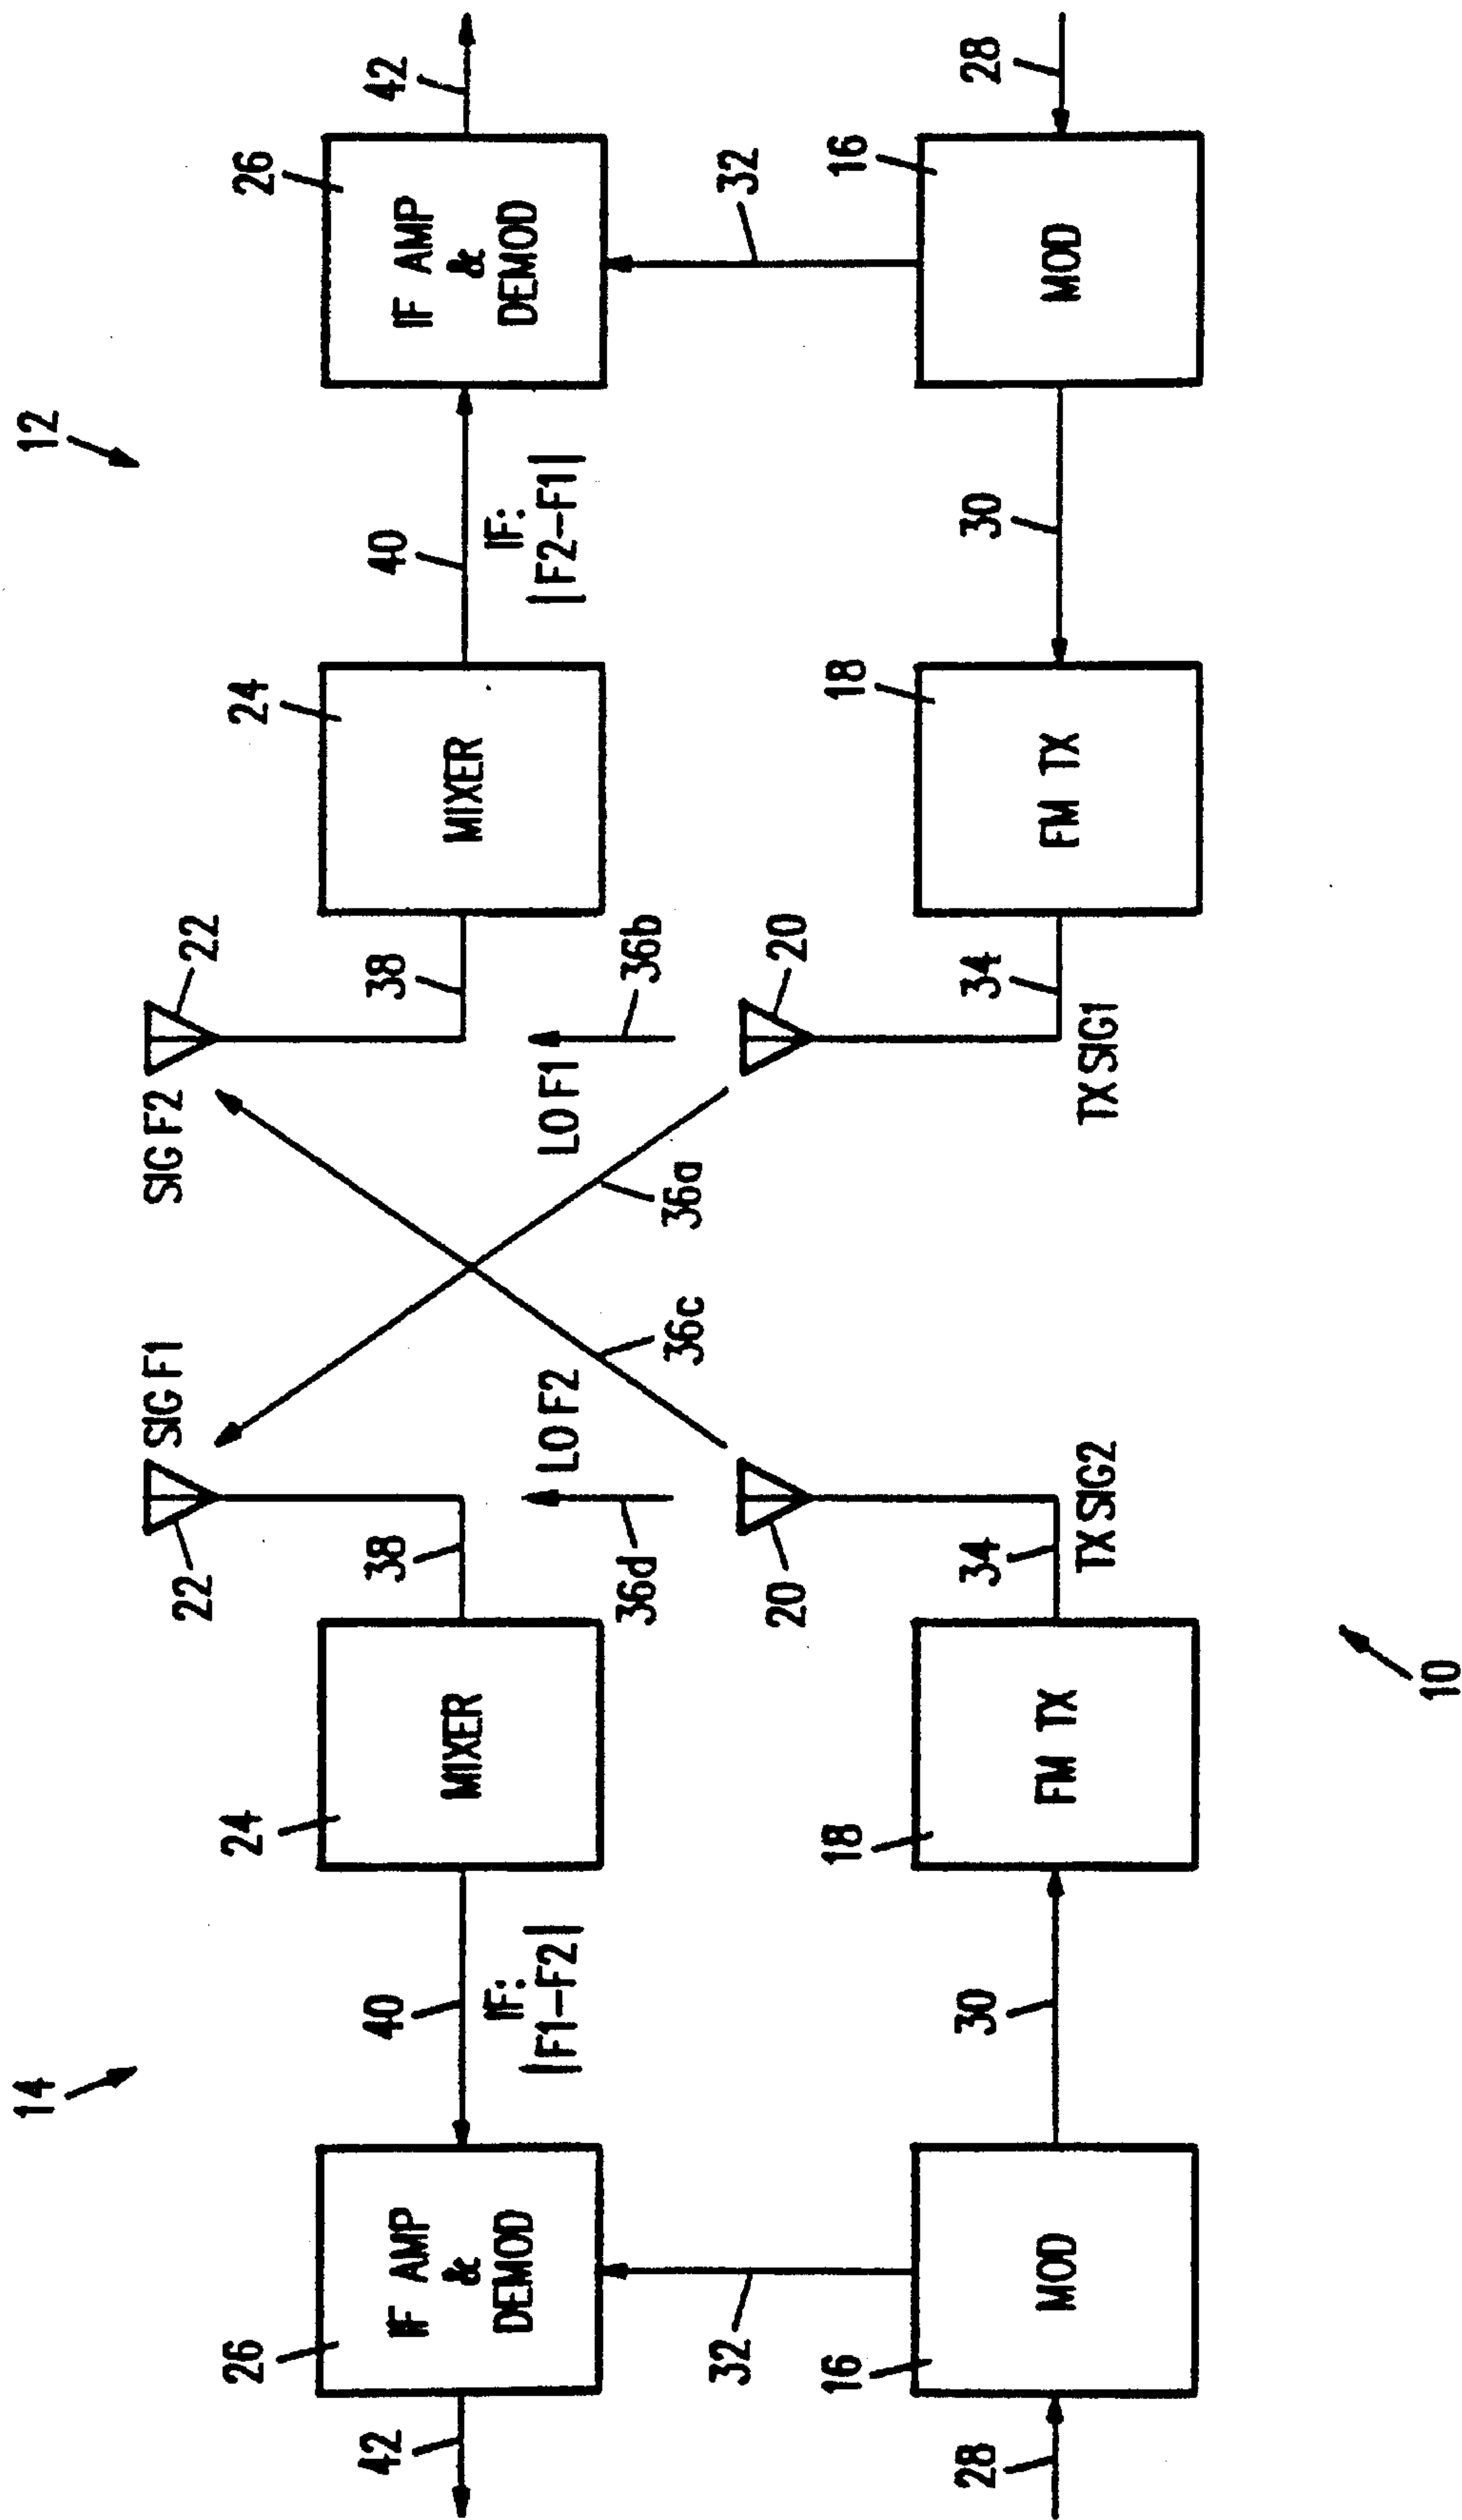 14
12
SIG F1
SIG F2
22
22
26
24
24
26
42
40
38
38
40
42
IF AMP
&
DEMOD
MIXER
MIXER
IF AMP
&
DEMOD
IF:
|F1-F2|
IF:
|F2-F1|
LO F2
LO F1
36d
36c
36a
36b
32
20
20
32
16
18
18
16
28
30
34
34
30
28
MOD
FM TX
FM TX
MOD
TX SIG2
TX SIG1
10